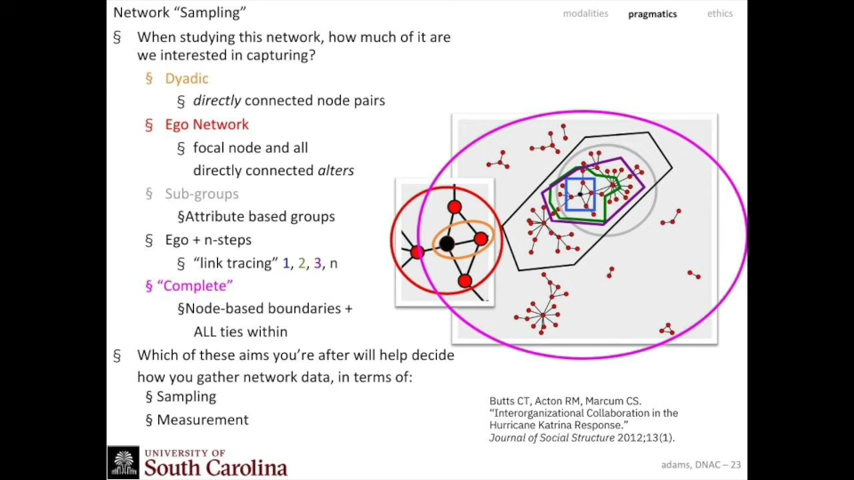 Network “Sampling”
modalities
pragmatics
ethics
§ When studying this network, how much of it are
we interested in capturing?
§ Dyadic
§ directly connected node pairs
§ Ego Network
§ focal node and all
directly connected alters
§ Sub-groups
§Attribute based groups
§ Ego + n-steps
§ “link tracing” 1, 2, 3, n
§ “Complete”
§Node-based boundaries +
ALL ties within
§ Which of these aims you’re after will help decide
how you gather network data, in terms of:
§ Sampling
§ Measurement
Butts CT, Acton RM, Marcum CS.
“Interorganizational Collaboration in the
Hurricane Katrina Response.”
Journal of Social Structure 2012;13(1).
UNIVERSITY OF
South Carolina
adams, DNAC – 23